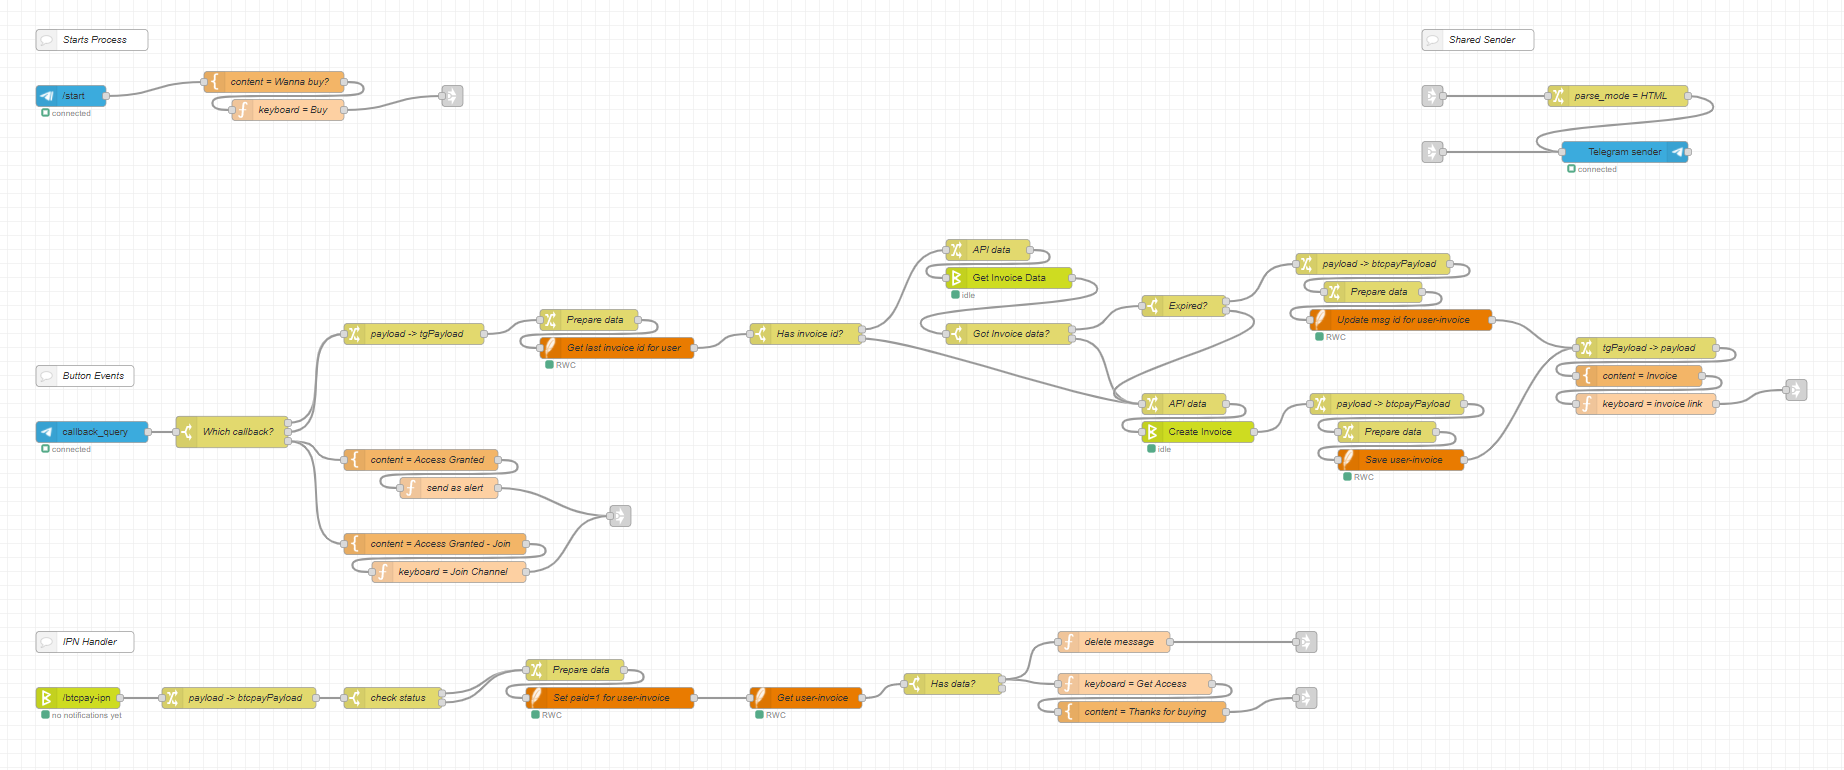 Starts Process
/start
connected
content = Wanna buy?
keyboard = Buy
Shared Sender
parse_mode = HTML
Telegram sender
connected
Button Events
callback_query
connected
Which callback?
payload -> tgPayload
Prepare data
Get last invoice id for user
RWC
Has invoice id?
API data
Get Invoice Data
idle
Got Invoice data?
Expired?
payload -> btcpayPayload
Prepare data
Update msg id for user-invoice
RWC
API data
Create Invoice
idle
payload -> btcpayPayload
Prepare data
Save user-invoice
RWC
tgPayload -> payload
content = Invoice
keyboard = invoice link
content = Access Granted
send as alert
content = Access Granted - Join
keyboard = Join Channel
IPN Handler
/btcpay-ipn
no notifications yet
payload -> btcpayPayload
check status
Prepare data
Set paid=1 for user-invoice
RWC
Get user-invoice
RWC
Has data?
delete message
keyboard = Get Access
content = Thanks for buying